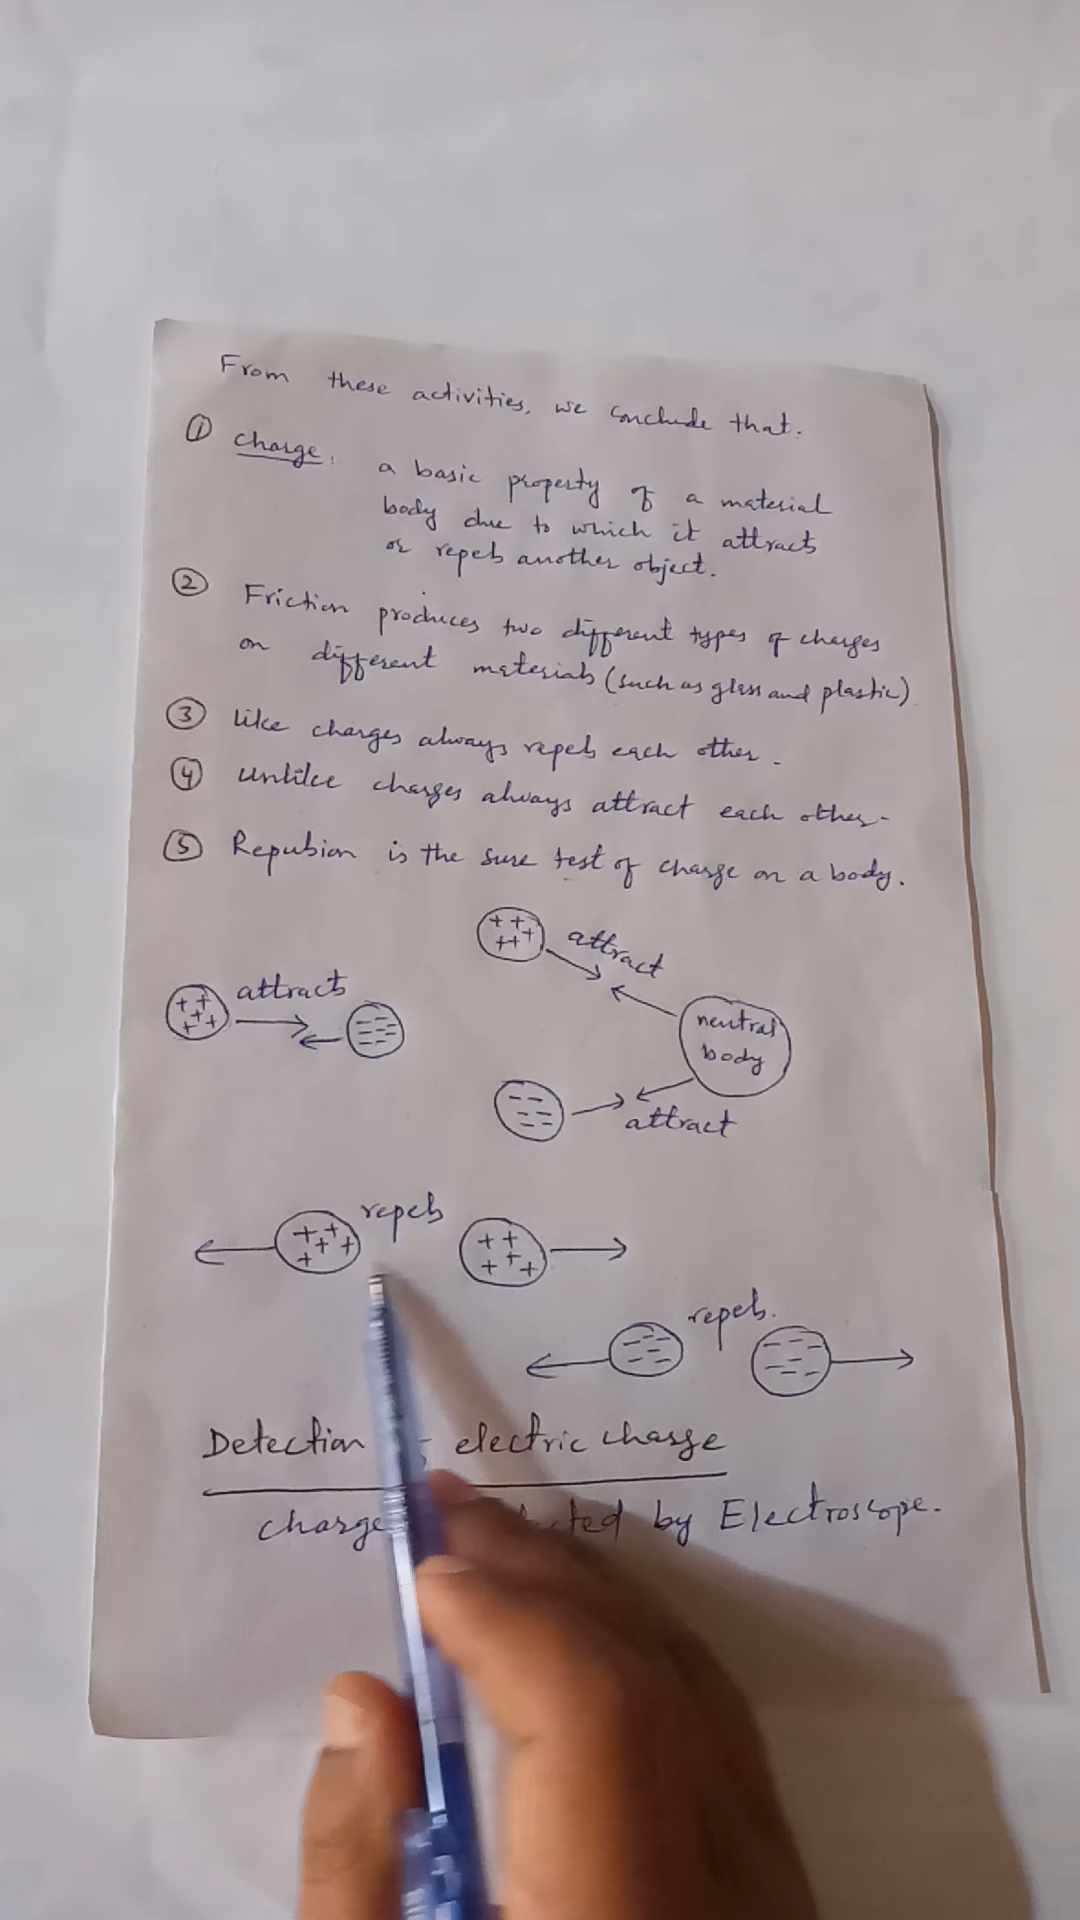 From these activities, we conclude that.
① Charge: a basic property of a material
body due to which it attracts
or repels another object.
② Friction produces two different types of charges
on different materials (such as glass and plastic)
③ like charges always repels each other.
④ unlike charges always attract each other-
⑤ Repulsion is the sure test of charge on a body.
+ + + + + attract
+ + + + + attracts - - - - - -
neutral
body
- - - - - -
attract
+ + + + + repels + + + + +
- - - - - - repels. - - - - - -
Detection electric charge
charge by Electroscope.